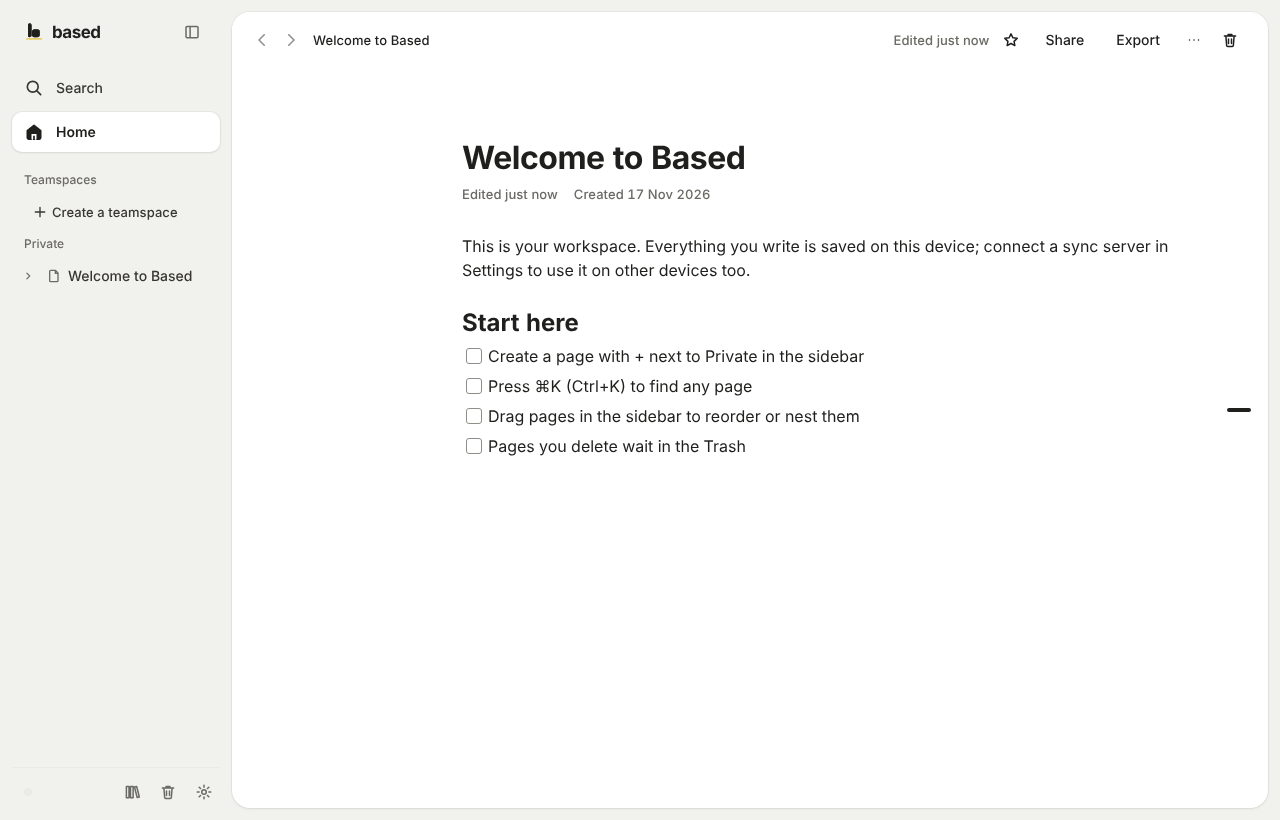 based
Search
Home
Teamspaces
Create a teamspace
Private
Welcome to Based
Welcome to Based
Edited just now
Share
Export
Welcome to Based
Edited just now Created 17 Nov 2026
This is your workspace. Everything you write is saved on this device; connect a sync server in
Settings to use it on other devices too.
Start here
Create a page with + next to Private in the sidebar
Press ⌘K (Ctrl+K) to find any page
Drag pages in the sidebar to reorder or nest them
Pages you delete wait in the Trash